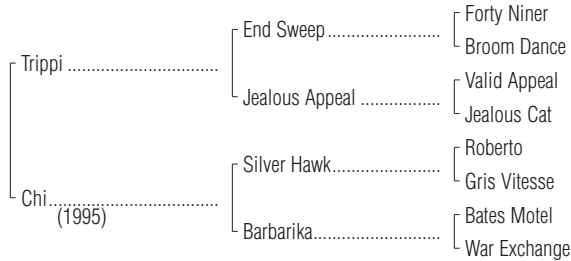 Forty Niner
End Sweep
Broom Dance
Trippi
Valid Appeal
Jealous Appeal
Jealous Cat
Roberto
Silver Hawk
Gris Vitesse
Chi
(1995)
Bates Motel
Barbarika
War Exchange